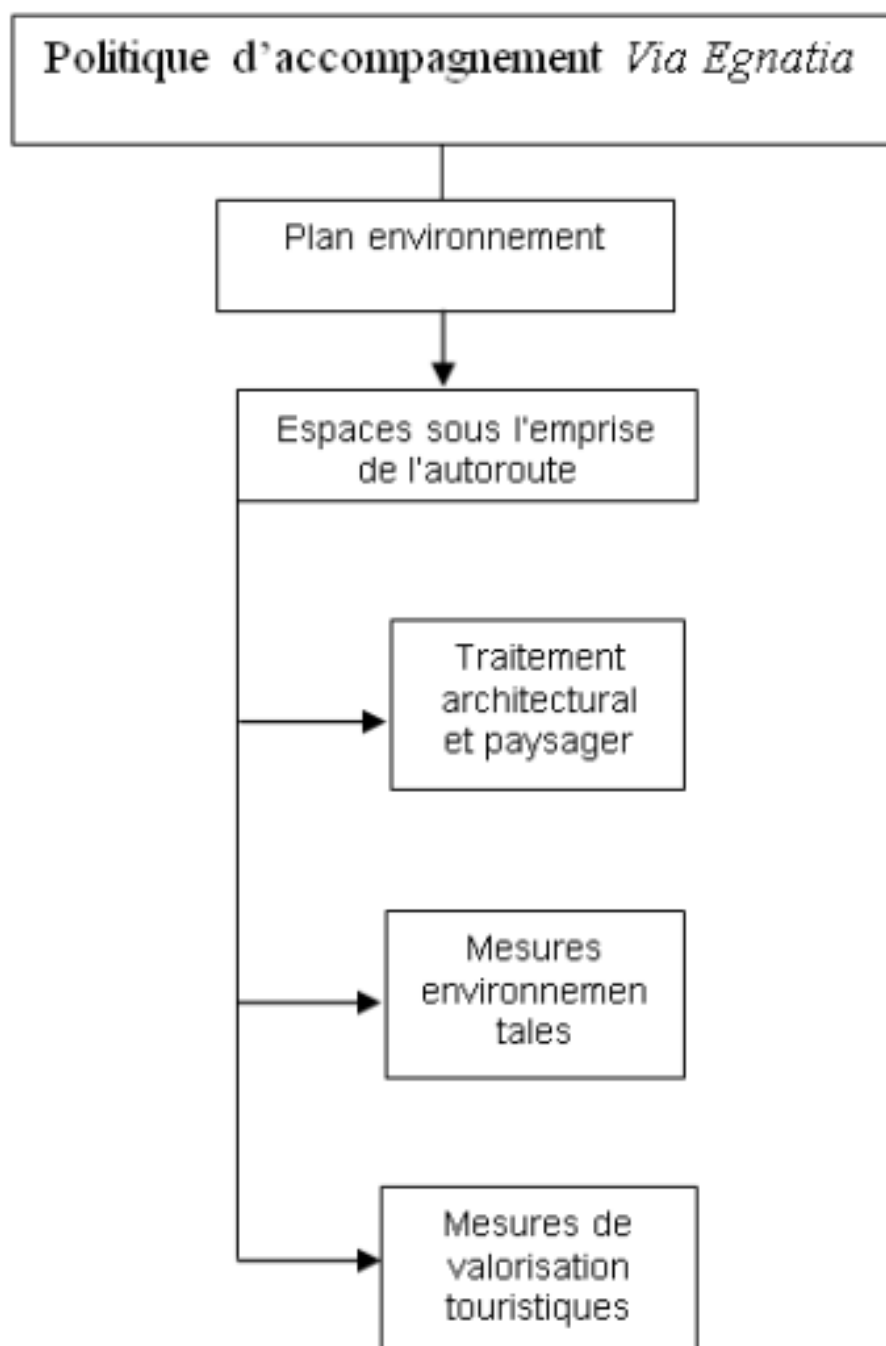 Politique d’accompagnement Via Egnatia
Plan environnement
Espaces sous l'emprise
de l'autoroute
Traitement
architectural
et paysager
Mesures
environnemen
tales
Mesures de
valorisation
touristiques